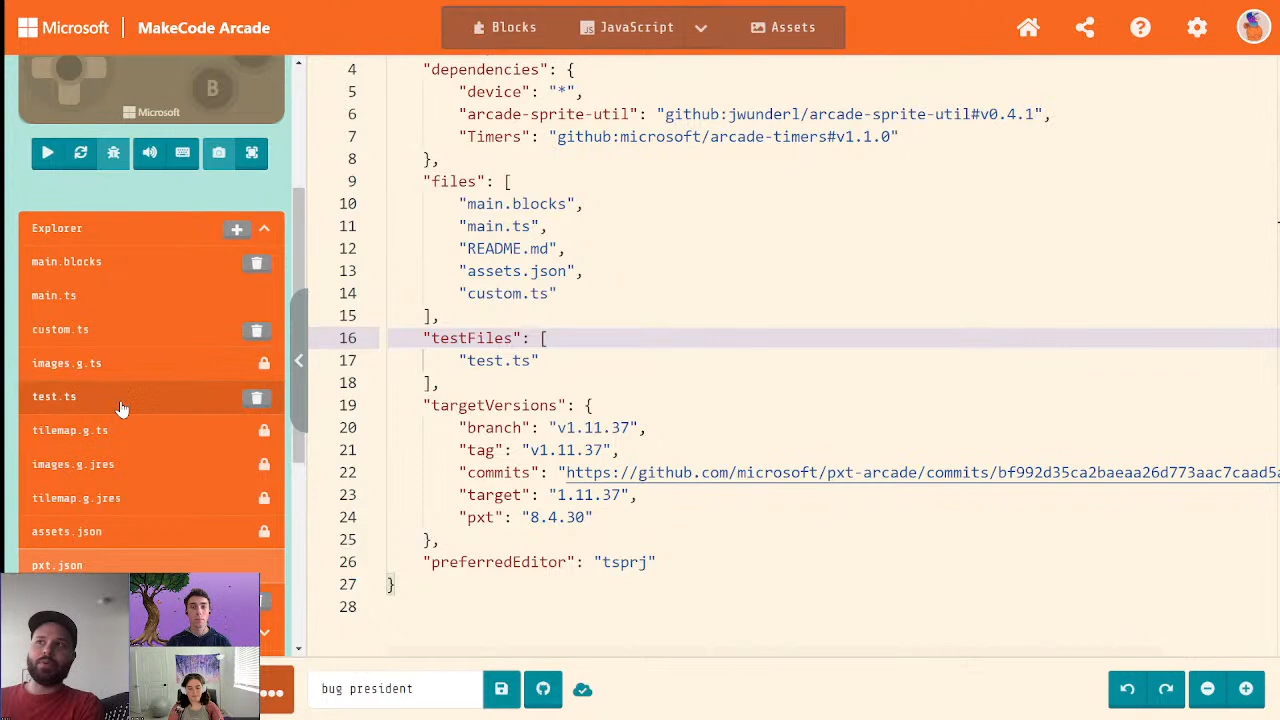 Microsoft
MakeCode Arcade
Blocks
JavaScript
Assets
B
Microsoft
Explorer
main.blocks
main.ts
custom.ts
images.g.ts
test.ts
tilemap.g.ts
images.g.jres
tilemap.g.jres
assets.json
pxt.json
4 "dependencies": {
5 "device": "*",
6 "arcade-sprite-util": "github:jwunderl/arcade-sprite-util#v0.4.1",
7 "Timers": "github:microsoft/arcade-timers#v1.1.0"
8 },
9 "files": [
10 "main.blocks",
11 "main.ts",
12 "README.md",
13 "assets.json",
14 "custom.ts"
15 ],
16 "testFiles": [
17 "test.ts"
18 ],
19 "targetVersions": {
20 "branch": "v1.11.37",
21 "tag": "v1.11.37",
22 "commits": "https://github.com/microsoft/pxt-arcade/commits/bf992d35ca2baeaa26d773aac7caad5a
23 "target": "1.11.37",
24 "pxt": "8.4.30"
25 },
26 "preferredEditor": "tsprj"
27 }
28
bug president